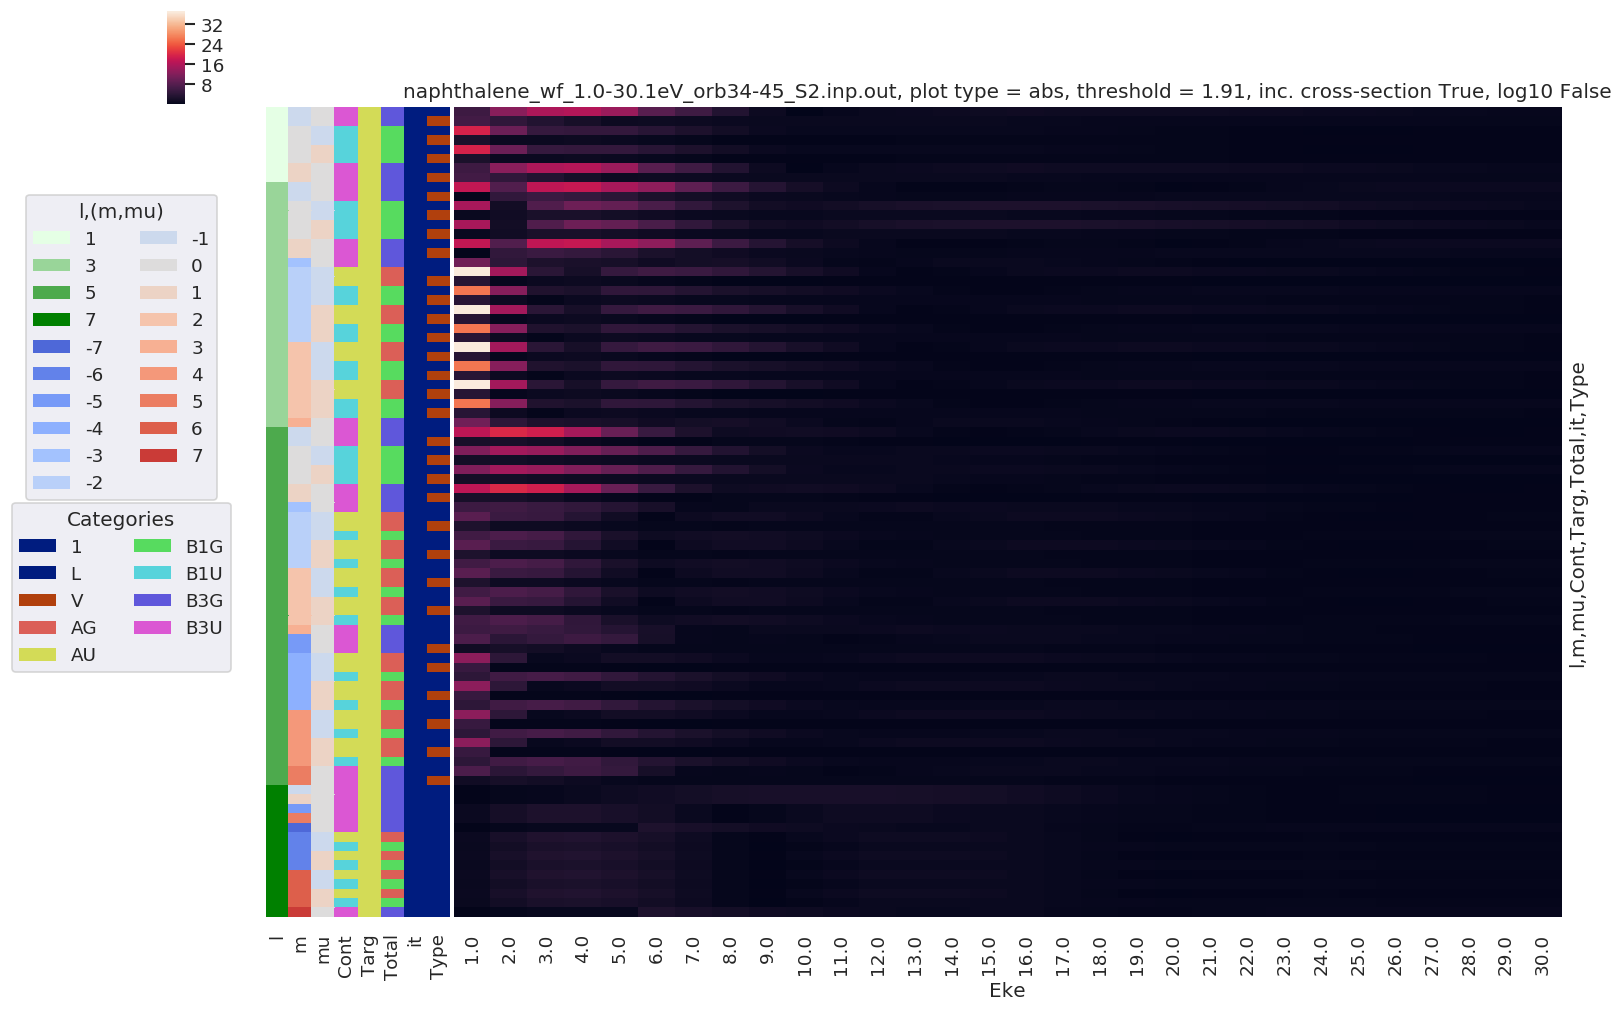 32
24
16
8
naphthalene_wf_1.0-30.1eV_orb34-45_S2.inp.out, plot type = abs, threshold = 1.91, inc. cross-section True, log10 False
l,(m,mu)
1 -1
3 0
5 1
7 2
-7 3
-6 4
-5 5
-4 6
-3 7
-2
Categories
1 B1G
L B1U
V B3G
AG B3U
AU
l,m,mu,Cont,Targ,Total,it,Type
l m mu Cont Targ Total it Type
1.0 2.0 3.0 4.0 5.0 6.0 7.0 8.0 9.0 10.0 11.0 12.0 13.0 14.0 15.0 16.0 17.0 18.0 19.0 20.0 21.0 22.0 23.0 24.0 25.0 26.0 27.0 28.0 29.0 30.0
Eke